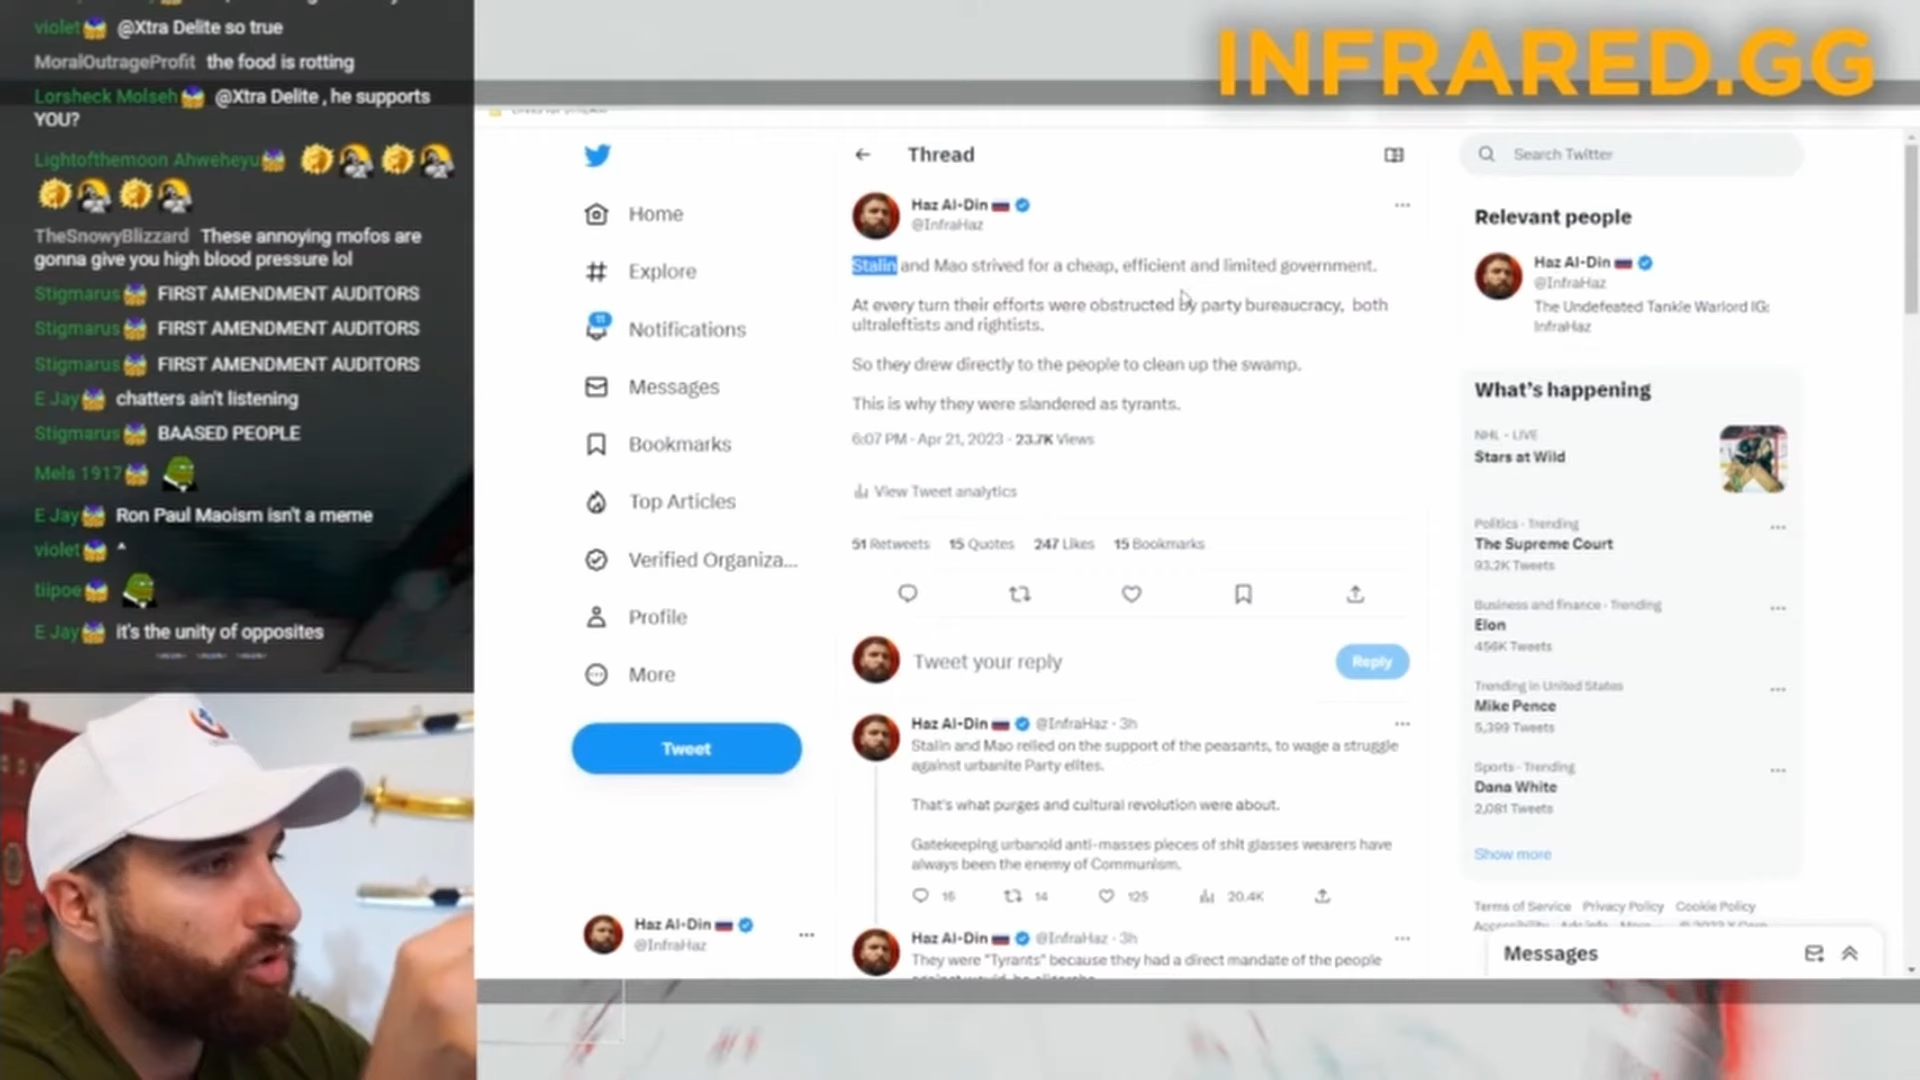 violet @Xtra Delite so true
MoralOutrageProfit the food is rotting
Lorsheck Molseh @Xtra Delite , he supports
YOU?
Lightofthemoon Ahweheyu
TheSnowyBlizzard These annoying mofos are
gonna give you high blood pressure lol
Stigmarus FIRST AMENDMENT AUDITORS
Stigmarus FIRST AMENDMENT AUDITORS
Stigmarus FIRST AMENDMENT AUDITORS
E Jay chatters ain't listening
Stigmarus BAASED PEOPLE
Mels 1917
E Jay Ron Paul Maoism isn't a meme
violet ^
tiipoe
E Jay it's the unity of opposites
INFRARED.GG
Home
Explore
11
Notifications
Messages
Bookmarks
Top Articles
Verified Organiza...
Profile
More
Tweet
Haz Al-Din
@InfraHaz
Thread
Haz Al-Din
@InfraHaz
Stalin and Mao strived for a cheap, efficient and limited government.
At every turn their efforts were obstructed by party bureaucracy, both
ultraleftists and rightists.
So they drew directly to the people to clean up the swamp.
This is why they were slandered as tyrants.
6:07 PM · Apr 21, 2023 · 23.7K Views
View Tweet analytics
51 Retweets 15 Quotes 247 Likes 15 Bookmarks
Tweet your reply
Reply
Haz Al-Din @InfraHaz · 3h
Stalin and Mao relied on the support of the peasants, to wage a struggle
against urbanite Party elites.
That's what purges and cultural revolution were about.
Gatekeeping urbanoid anti-masses pieces of shit glasses wearers have
always been the enemy of Communism.
16 14 125 20.4K
Haz Al-Din @InfraHaz · 3h
They were "Tyrants" because they had a direct mandate of the people
Search Twitter
Relevant people
Haz Al-Din
@InfraHaz
The Undefeated Tankie Warlord IG:
InfraHaz
What's happening
NHL · LIVE
Stars at Wild
Politics · Trending
The Supreme Court
93.2K Tweets
Business and finance · Trending
Elon
456K Tweets
Trending in United States
Mike Pence
5,399 Tweets
Sports · Trending
Dana White
2,081 Tweets
Show more
Terms of Service Privacy Policy Cookie Policy
Messages